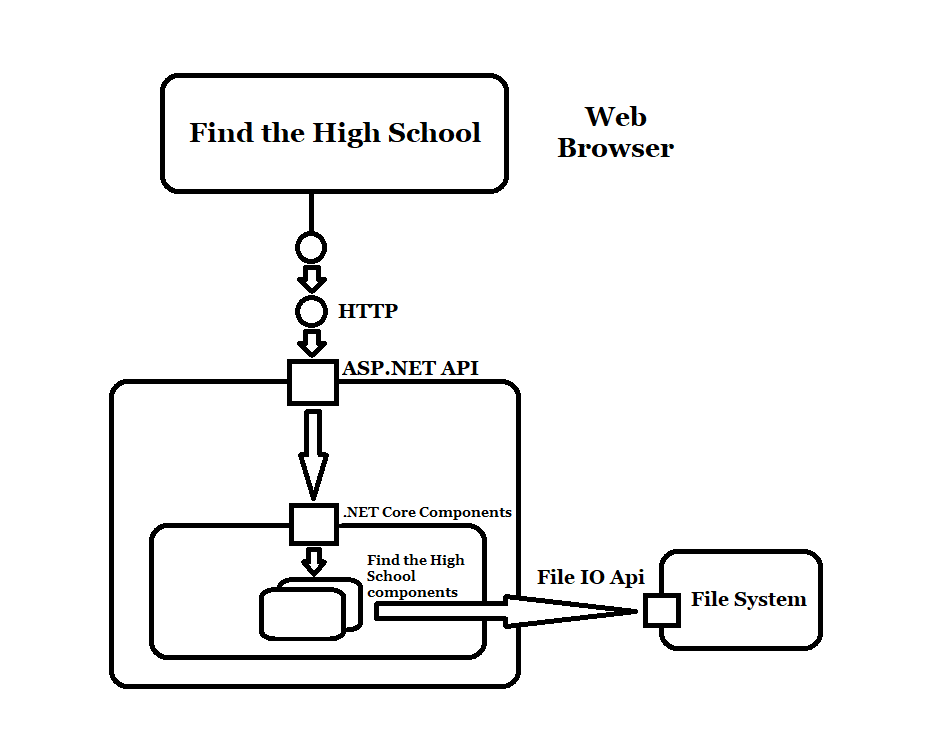 Find the High School
Web
Browser
HTTP
ASP.NET API
.NET Core Components
Find the High
School
components
File IO Api
File System